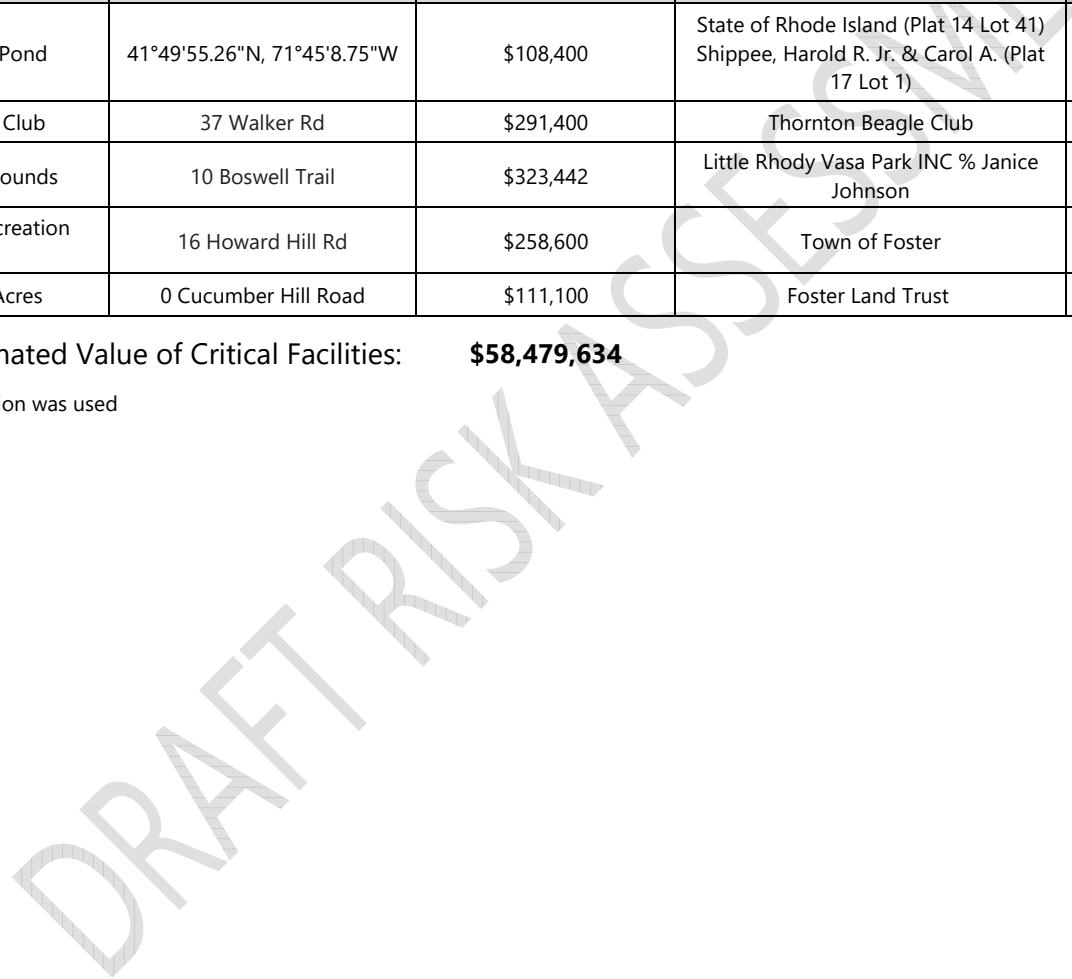 Pond 41°49'55.26"N, 71°45'8.75"W $108,400 State of Rhode Island (Plat 14 Lot 41)
Shippee, Harold R. Jr. & Carol A. (Plat
17 Lot 1)
Club 37 Walker Rd $291,400 Thornton Beagle Club
ounds 10 Boswell Trail $323,442 Little Rhody Vasa Park INC % Janice
Johnson
creation 16 Howard Hill Rd $258,600 Town of Foster
Acres 0 Cucumber Hill Road $111,100 Foster Land Trust
mated Value of Critical Facilities: $58,479,634
ion was used
DRAFT RISK ASSESSME